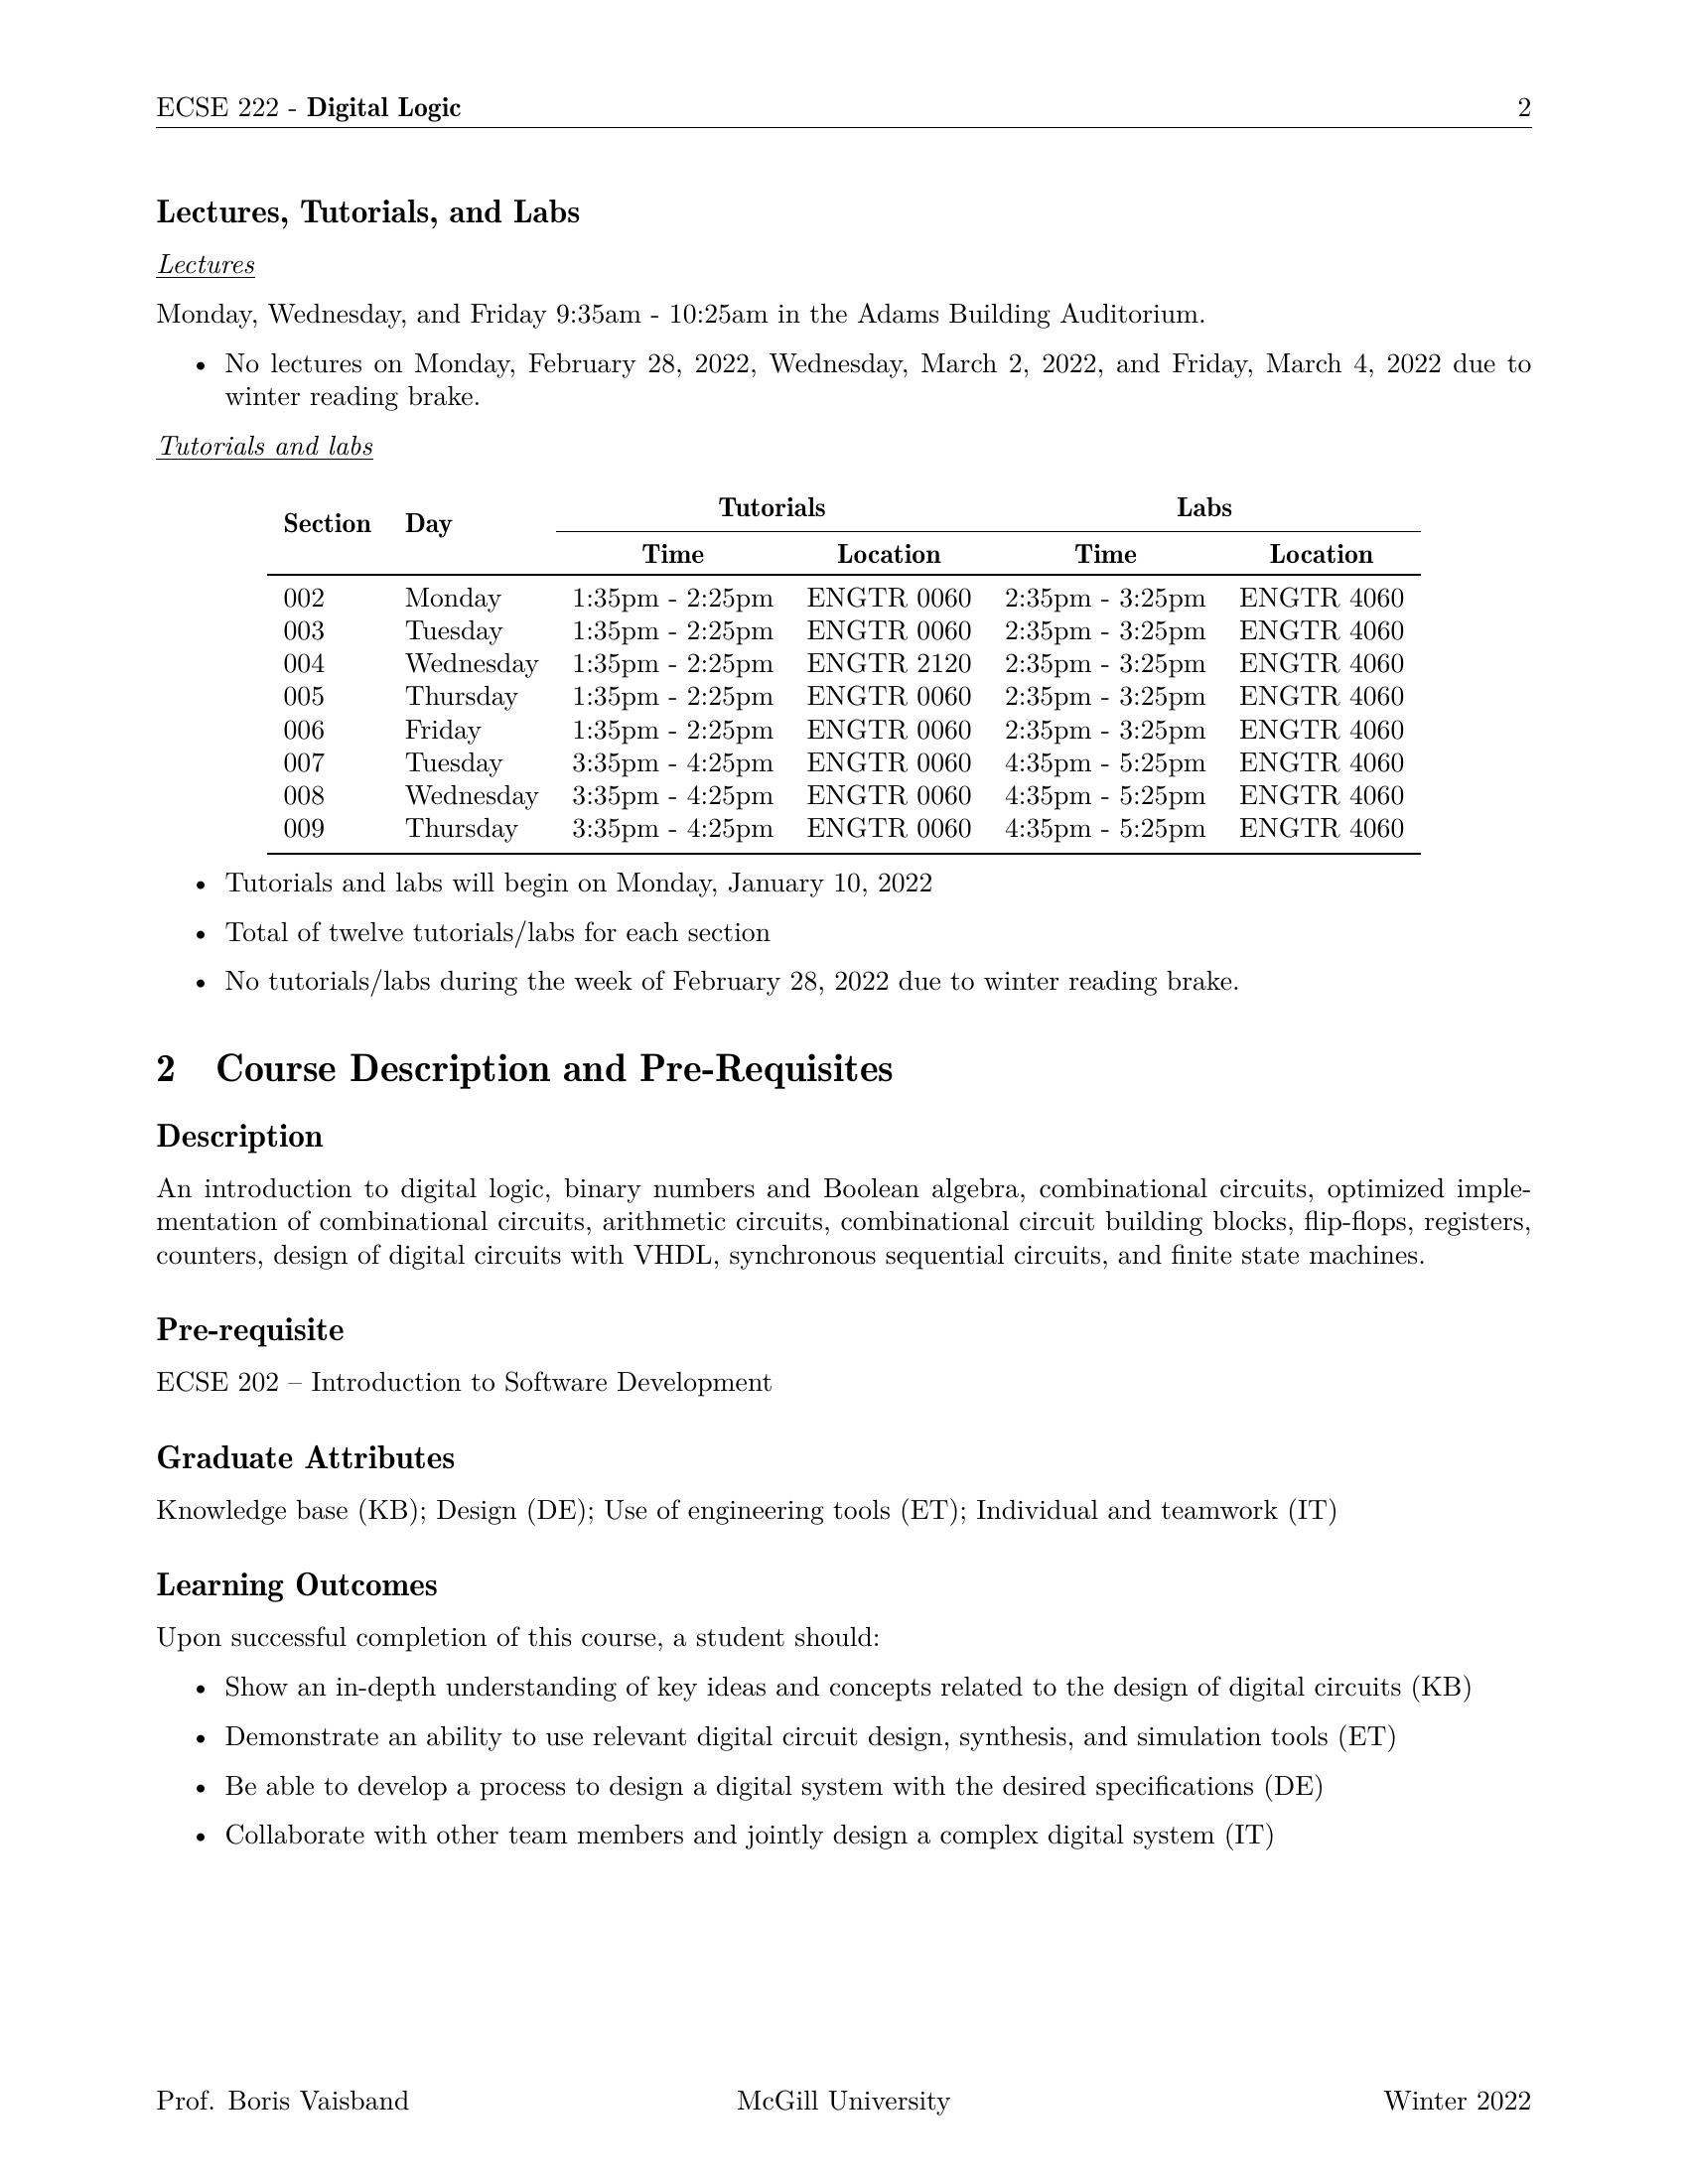 ECSE 222 - Digital Logic 2
Lectures, Tutorials, and Labs
Lectures
Monday, Wednesday, and Friday 9:35am - 10:25am in the Adams Building Auditorium.
• No lectures on Monday, February 28, 2022, Wednesday, March 2, 2022, and Friday, March 4, 2022 due to
winter reading brake.
Tutorials and labs
Section Day Tutorials Labs
Time Location Time Location
002 Monday 1:35pm - 2:25pm ENGTR 0060 2:35pm - 3:25pm ENGTR 4060
003 Tuesday 1:35pm - 2:25pm ENGTR 0060 2:35pm - 3:25pm ENGTR 4060
004 Wednesday 1:35pm - 2:25pm ENGTR 2120 2:35pm - 3:25pm ENGTR 4060
005 Thursday 1:35pm - 2:25pm ENGTR 0060 2:35pm - 3:25pm ENGTR 4060
006 Friday 1:35pm - 2:25pm ENGTR 0060 2:35pm - 3:25pm ENGTR 4060
007 Tuesday 3:35pm - 4:25pm ENGTR 0060 4:35pm - 5:25pm ENGTR 4060
008 Wednesday 3:35pm - 4:25pm ENGTR 0060 4:35pm - 5:25pm ENGTR 4060
009 Thursday 3:35pm - 4:25pm ENGTR 0060 4:35pm - 5:25pm ENGTR 4060
• Tutorials and labs will begin on Monday, January 10, 2022
• Total of twelve tutorials/labs for each section
• No tutorials/labs during the week of February 28, 2022 due to winter reading brake.
2 Course Description and Pre-Requisites
Description
An introduction to digital logic, binary numbers and Boolean algebra, combinational circuits, optimized imple-
mentation of combinational circuits, arithmetic circuits, combinational circuit building blocks, flip-flops, registers,
counters, design of digital circuits with VHDL, synchronous sequential circuits, and finite state machines.
Pre-requisite
ECSE 202 – Introduction to Software Development
Graduate Attributes
Knowledge base (KB); Design (DE); Use of engineering tools (ET); Individual and teamwork (IT)
Learning Outcomes
Upon successful completion of this course, a student should:
• Show an in-depth understanding of key ideas and concepts related to the design of digital circuits (KB)
• Demonstrate an ability to use relevant digital circuit design, synthesis, and simulation tools (ET)
• Be able to develop a process to design a digital system with the desired specifications (DE)
• Collaborate with other team members and jointly design a complex digital system (IT)
Prof. Boris Vaisband McGill University Winter 2022